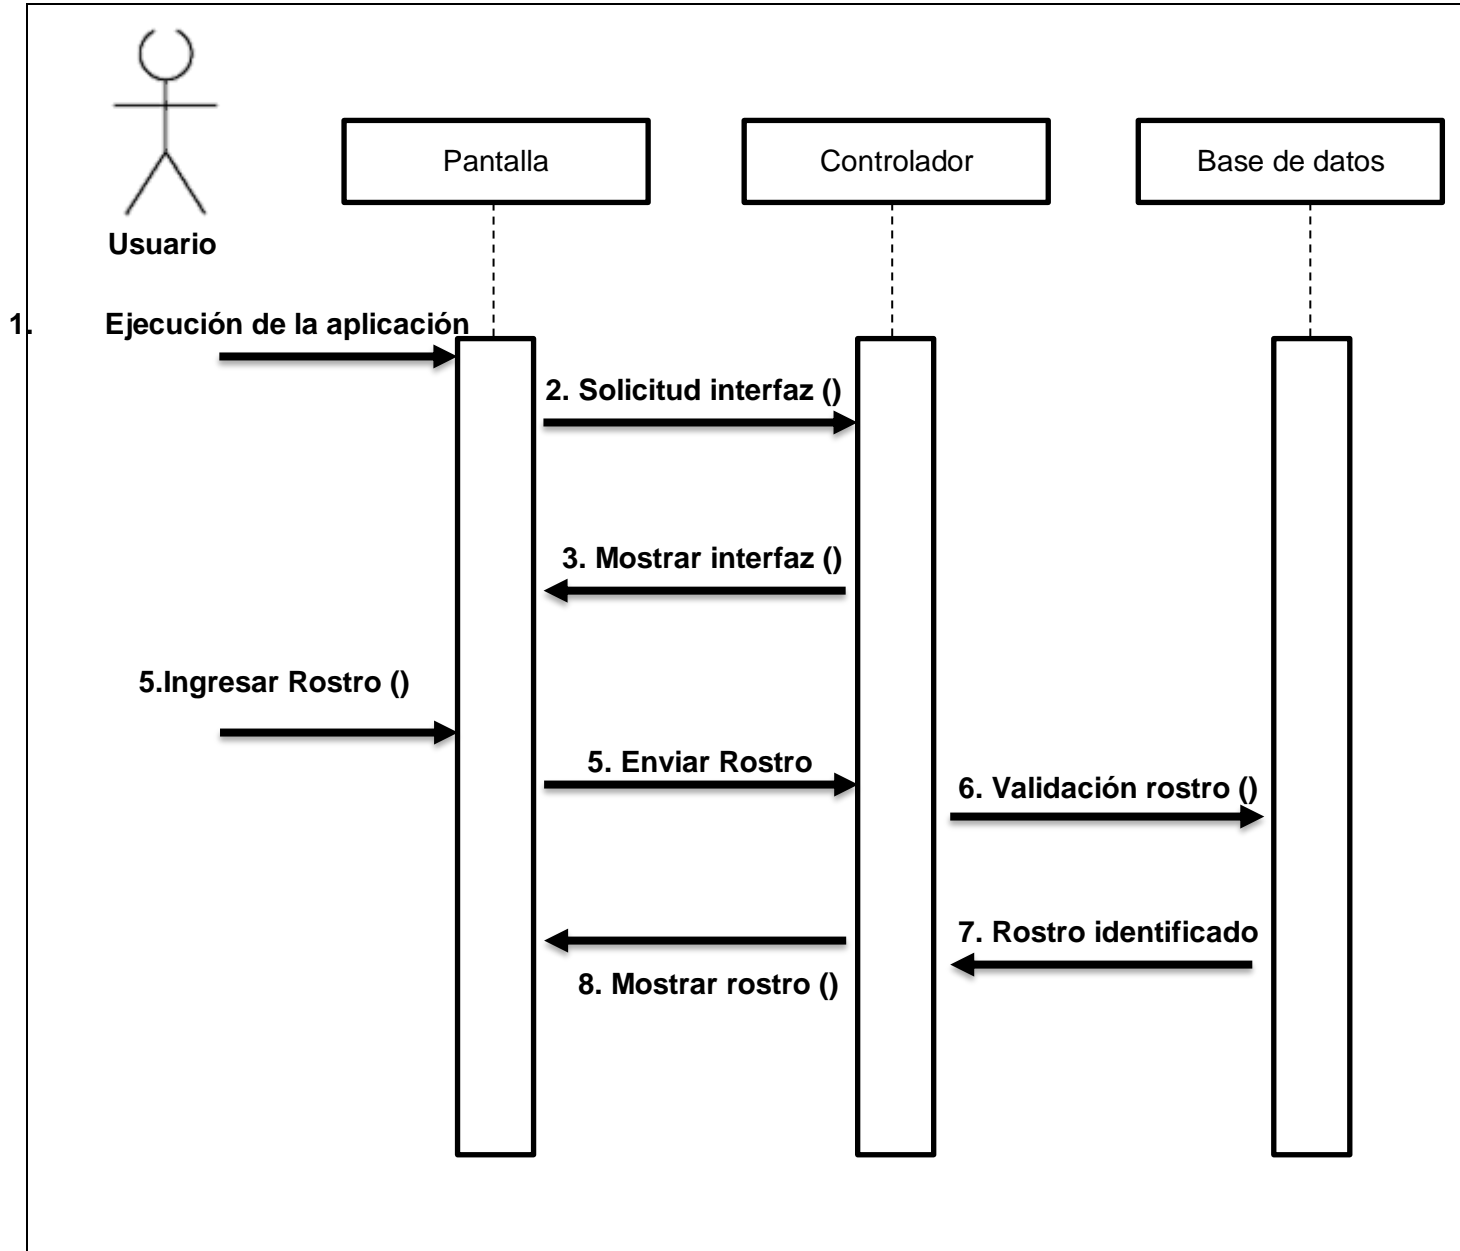 Pantalla
Controlador
Base de datos
Usuario
1. Ejecución de la aplicación
2. Solicitud interfaz ()
3. Mostrar interfaz ()
5.Ingresar Rostro ()
5. Enviar Rostro
6. Validación rostro ()
7. Rostro identificado
8. Mostrar rostro ()